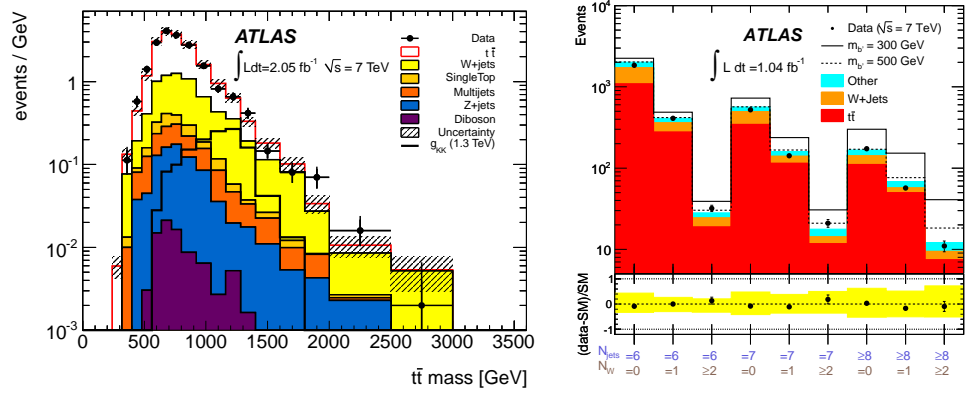 events / GeV
10
1
10⁻¹
10⁻²
10⁻³
ATLAS
∫ Ldt=2.05 fb⁻¹ √s = 7 TeV
Data
t t̄
W+jets
SingleTop
Multijets
Z+jets
Diboson
Uncertainty
g_KK (1.3 TeV)
0 500 1000 1500 2000 2500 3000 3500
tt̄ mass [GeV]
Events
10⁴
10³
10²
10
ATLAS
∫ L dt =1.04 fb⁻¹
Data (√s = 7 TeV)
m_b' = 300 GeV
m_b' = 500 GeV
Other
W+Jets
tt̄
(data-SM)/SM
1
0
-1
N_jets =6 =6 =6 =7 =7 =7 ≥8 ≥8 ≥8
N_W =0 =1 ≥2 =0 =1 ≥2 =0 =1 ≥2